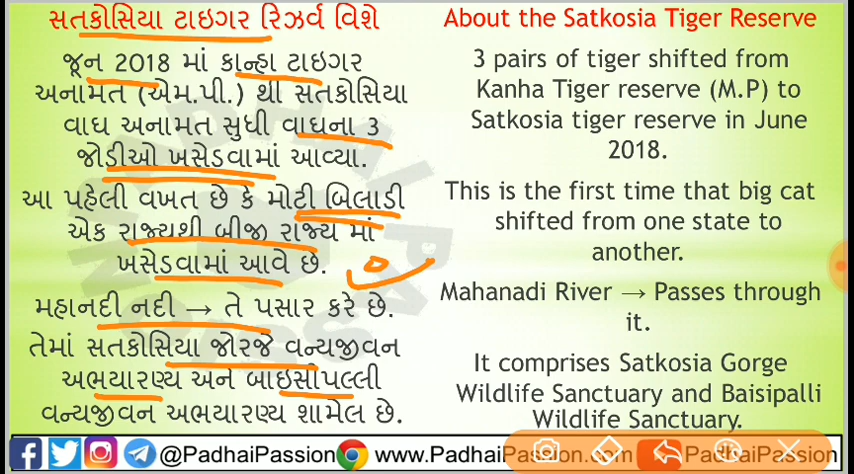 સતકોસિયા ટાઇગર રિઝર્વ વિશે
જૂન 2018 માં કાન્હા ટાઇગર
અનામત (એમ.પી.) થી સતકોસિયા
વાઘ અનામત સુધી વાઘના 3
જોડીઓ ખસેડવામાં આવ્યા.
આ પહેલી વખત છે કે મોટી બિલાડી
એક રાજ્યથી બીજી રાજ્ય માં
ખસેડવામાં આવે છે.
મહાનદી નદી → તે પસાર કરે છે.
તેમાં સતકોસિયા જોરજે વન્યજીવન
અભયારણ્ય અને બાઇસીપલ્લી
વન્યજીવન અભયારણ્ય શામેલ છે.
About the Satkosia Tiger Reserve
3 pairs of tiger shifted from
Kanha Tiger reserve (M.P) to
Satkosia tiger reserve in June
2018.
This is the first time that big cat
shifted from one state to
another.
Mahanadi River → Passes through
it.
It comprises Satkosia Gorge
Wildlife Sanctuary and Baisipalli
Wildlife Sanctuary.
@PadhaiPassion www.PadhaiPassion.com PadhaiPassion